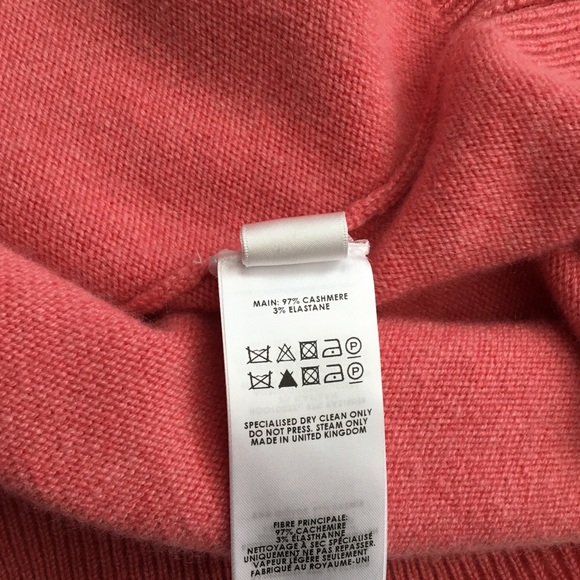 MAIN: 97% CASHMERE
3% ELASTANE
P
P
SPECIALISED DRY CLEAN ONLY
DO NOT PRESS. STEAM ONLY
MADE IN UNITED KINGDOM
FIBRE PRINCIPALE:
97% CACHEMIRE
3% ELASTHANNE
NETTOYAGE À SEC SPÉCIALISÉ
UNIQUEMENT NE PAS REPASSER.
VAPEUR LÉGÈRE SEULEMENT
FABRIQUÉ AU ROYAUME-UNI